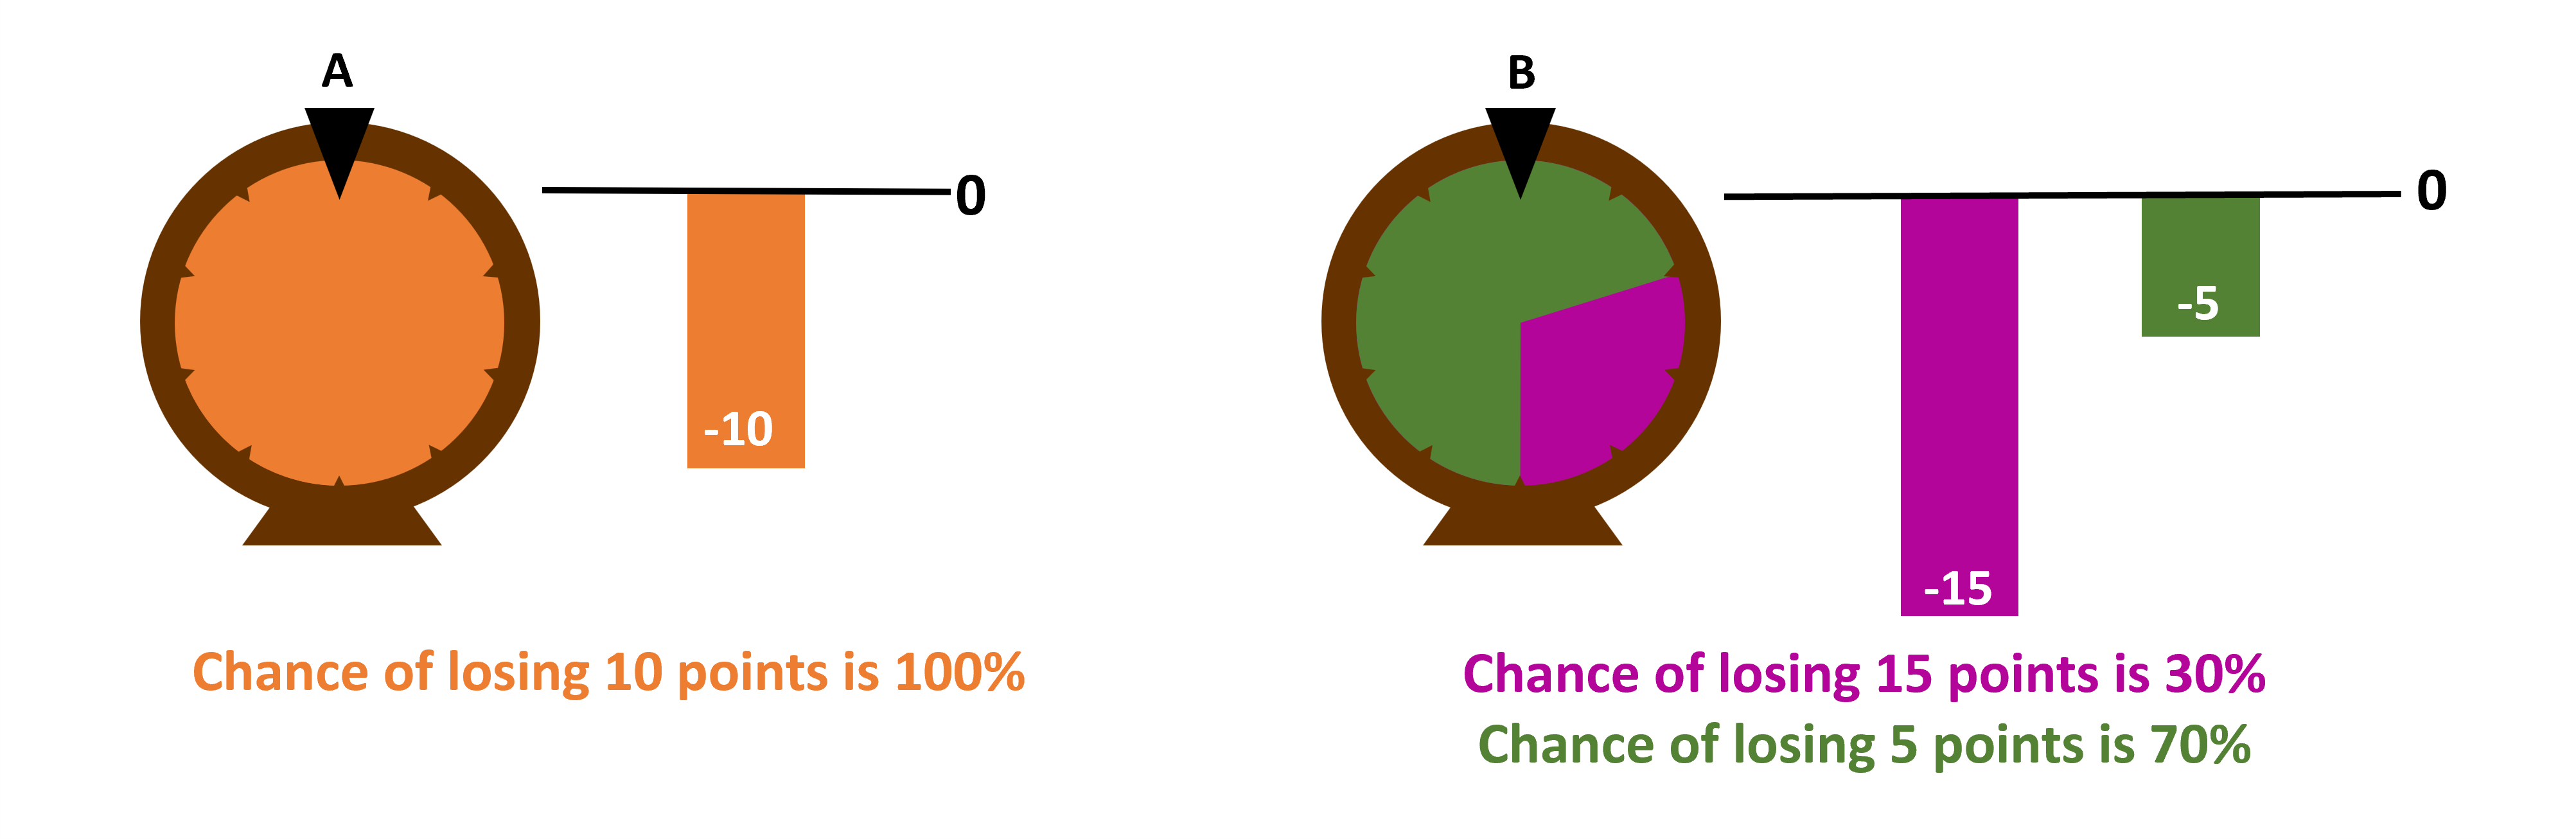 A
0
-10
Chance of losing 10 points is 100%
B
0
-15
-5
Chance of losing 15 points is 30%
Chance of losing 5 points is 70%